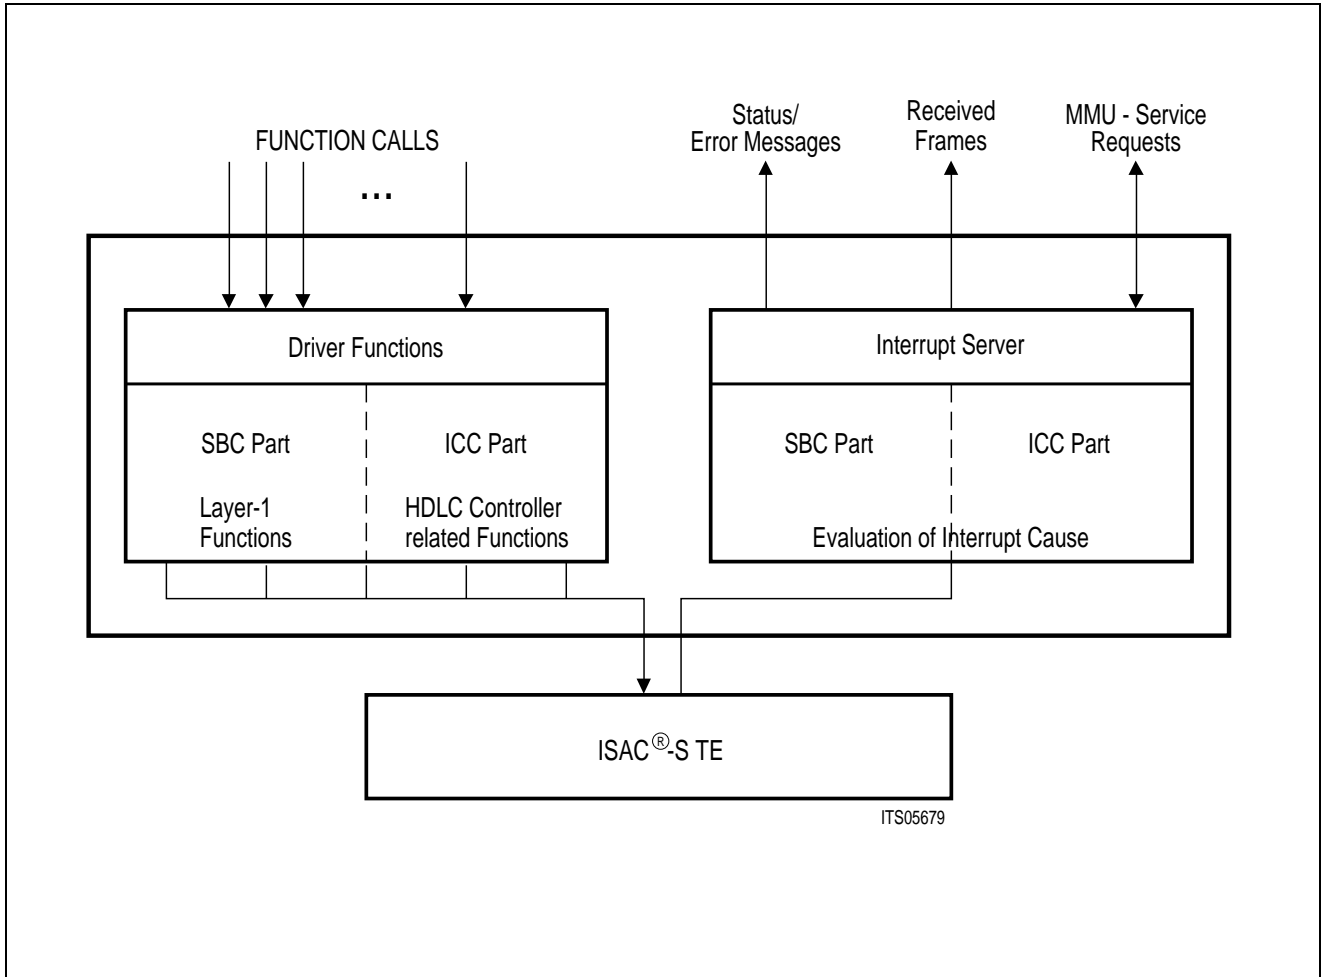 FUNCTION CALLS
...
Status/
Error Messages
Received
Frames
MMU - Service
Requests
Driver Functions
SBC Part
ICC Part
Layer-1
Functions
HDLC Controller
related Functions
Interrupt Server
SBC Part
ICC Part
Evaluation of Interrupt Cause
ISAC®-S TE
ITS05679